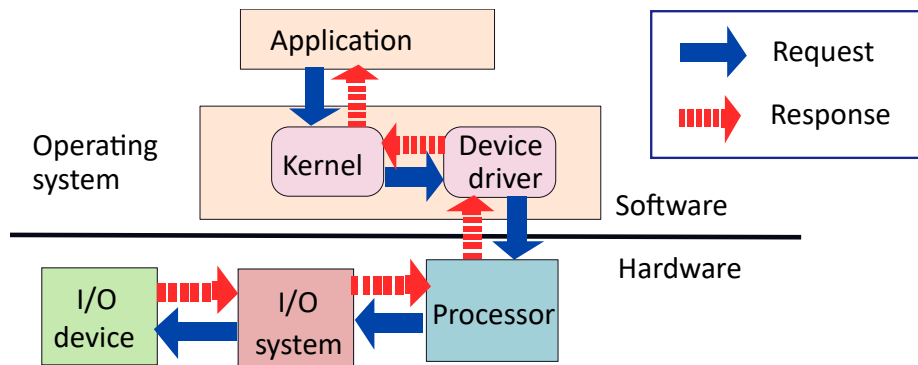 Application
Request
Response
Operating
system
Kernel
Device
driver
Software
Hardware
I/O
device
I/O
system
Processor